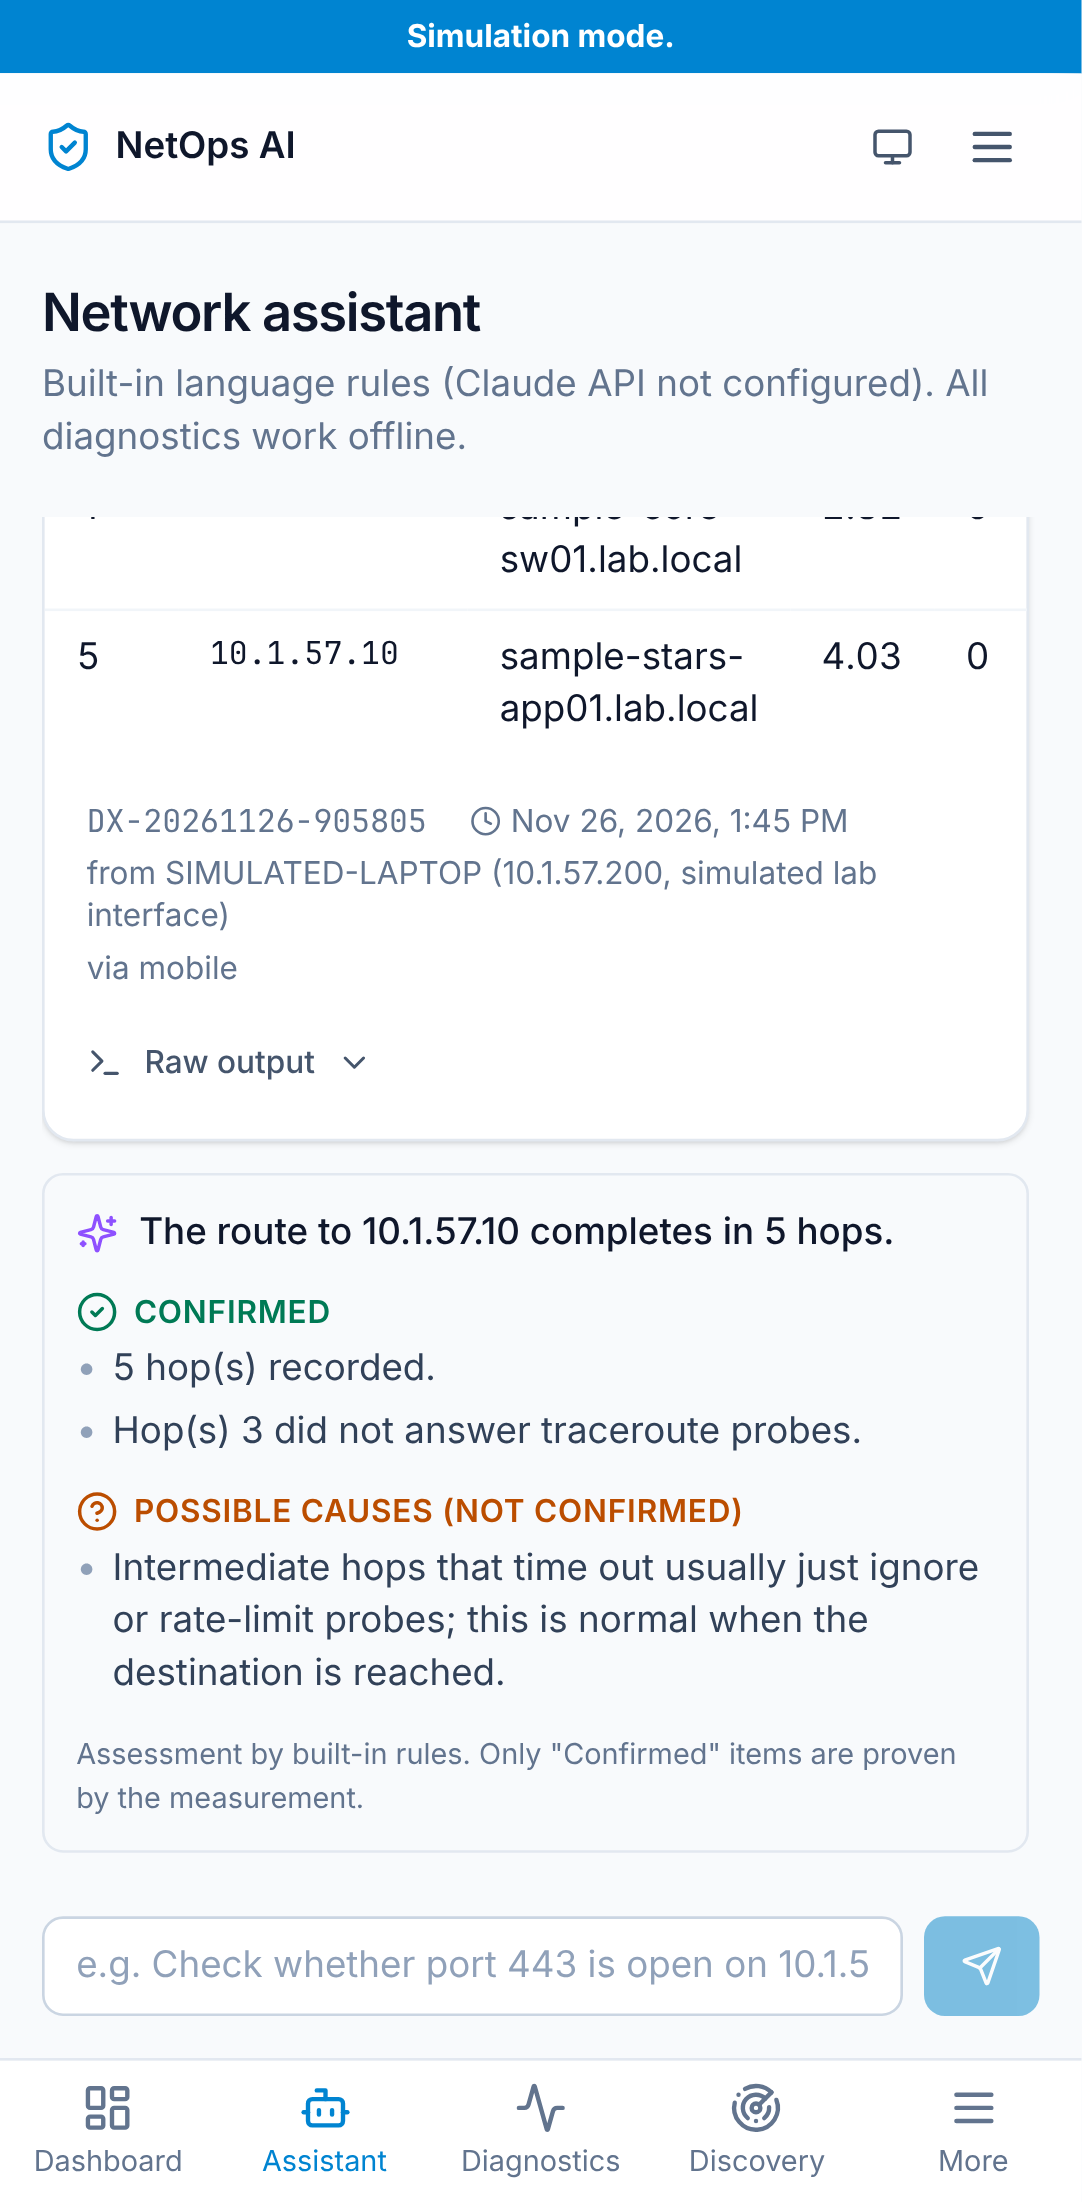 Simulation mode.
NetOps AI
Network assistant
Built-in language rules (Claude API not configured). All
diagnostics work offline.
sw01.lab.local
5 10.1.57.10 sample-stars- 4.03 0
app01.lab.local
DX-20261126-905805 Nov 26, 2026, 1:45 PM
from SIMULATED-LAPTOP (10.1.57.200, simulated lab
interface)
via mobile
Raw output
The route to 10.1.57.10 completes in 5 hops.
CONFIRMED
• 5 hop(s) recorded.
• Hop(s) 3 did not answer traceroute probes.
POSSIBLE CAUSES (NOT CONFIRMED)
• Intermediate hops that time out usually just ignore
or rate-limit probes; this is normal when the
destination is reached.
Assessment by built-in rules. Only "Confirmed" items are proven
by the measurement.
e.g. Check whether port 443 is open on 10.1.5
Dashboard Assistant Diagnostics Discovery More